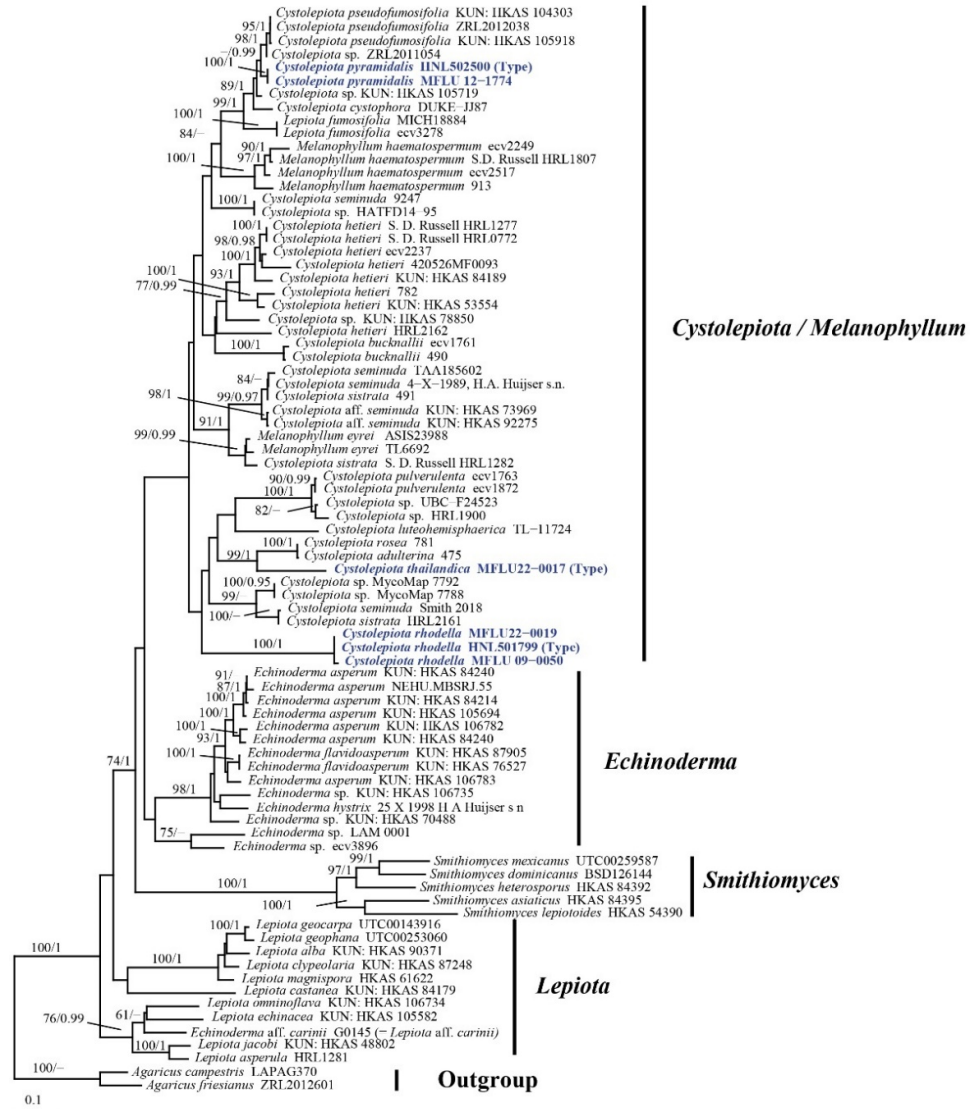 Cystolepiota pseudofumosifolia KUN: HKAS 104303
95/1
Cystolepiota pseudofumosifolia ZRL2012038
98/1
Cystolepiota pseudofumosifolia KUN: HKAS 105918
–/0.99
Cystolepiota sp. ZRL2011054
100/1
Cystolepiota pyramidalis HNL502500 (Type)
Cystolepiota pyramidalis MFLU 12−1774
89/1
Cystolepiota sp. KUN: HKAS 105719
99/1
Cystolepiota cystophora DUKE−JJ87
100/1
Lepiota fumosifolia MICH18884
84/–
Lepiota fumosifolia ecv3278
90/1
Melanophyllum haematospermum ecv2249
100/1
97/1
Melanophyllum haematospermum S.D. Russell HRL1807
Melanophyllum haematospermum ecv2517
Melanophyllum haematospermum 913
100/1
Cystolepiota seminuda 9247
Cystolepiota sp. HATFD14−95
100/1
Cystolepiota hetieri S. D. Russell HRL1277
98/0.98
Cystolepiota hetieri S. D. Russell HRL0772
100/1
Cystolepiota hetieri ecv2237
Cystolepiota hetieri 420526MF0093
100/1
93/1
Cystolepiota hetieri KUN: HKAS 84189
77/0.99
Cystolepiota hetieri 782
Cystolepiota hetieri KUN: HKAS 53554
Cystolepiota sp. KUN: HKAS 78850
Cystolepiota hetieri HRL2162
100/1
Cystolepiota bucknallii ecv1761
Cystolepiota bucknallii 490
Cystolepiota / Melanophyllum
84/–
Cystolepiota seminuda TAA185602
Cystolepiota seminuda 4−X−1989, H.A. Huijser s.n.
98/1
99/0.97
Cystolepiota sistrata 491
Cystolepiota aff. seminuda KUN: HKAS 73969
91/1
Cystolepiota aff. seminuda KUN: HKAS 92275
99/0.99
Melanophyllum eyrei ASIS23988
Melanophyllum eyrei TL6692
Cystolepiota sistrata S. D. Russell HRL1282
90/0.99
Cystolepiota pulverulenta ecv1763
100/1
Cystolepiota pulverulenta ecv1872
82/–
Cystolepiota sp. UBC−F24523
Cystolepiota sp. HRL1900
Cystolepiota luteohemisphaerica TL−11724
100/1
Cystolepiota rosea 781
99/1
Cystolepiota adulterina 475
Cystolepiota thailandica MFLU22−0017 (Type)
100/0.95
Cystolepiota sp. MycoMap 7792
99/–
Cystolepiota sp. MycoMap 7788
100/–
Cystolepiota seminuda Smith 2018
Cystolepiota sistrata HRL2161
Cystolepiota rhodella MFLU22−0019
100/1
Cystolepiota rhodella HNL501799 (Type)
Cystolepiota rhodella MFLU 09−0050
91/
Echinoderma asperum KUN: HKAS 84240
87/1
Echinoderma asperum NEHU.MBSRJ.55
100/1
Echinoderma asperum KUN: HKAS 84214
100/1
Echinoderma asperum KUN: HKAS 105694
100/1
Echinoderma asperum KUN: HKAS 106782
93/1
Echinoderma asperum KUN: HKAS 84240
100/1
Echinoderma flavidoasperum KUN: HKAS 87905
74/1
Echinoderma flavidoasperum KUN: HKAS 76527
Echinoderma
Echinoderma asperum KUN: HKAS 106783
98/1
Echinoderma sp. KUN: HKAS 106735
Echinoderma hystrix 25 X 1998 H A Huijser s n
Echinoderma sp. KUN: HKAS 70488
75/–
Echinoderma sp. LAM 0001
Echinoderma sp. ecv3896
99/1
Smithiomyces mexicanus UTC00259587
97/1
Smithiomyces dominicanus BSD126144
100/1
Smithiomyces heterosporus HKAS 84392
Smithiomyces
100/1
Smithiomyces asiaticus HKAS 84395
Smithiomyces lepiotoides HKAS 54390
100/1
Lepiota geocarpa UTC00143916
Lepiota geophana UTC00253060
100/1
Lepiota alba KUN: HKAS 90371
100/1
Lepiota clypeolaria KUN: HKAS 87248
Lepiota magnispora HKAS 61622
Lepiota
Lepiota castanea KUN: HKAS 84179
Lepiota omninoflava KUN: HKAS 106734
76/0.99
61/–
Lepiota echinacea KUN: HKAS 105582
Echinoderma aff. carinii G0145 (= Lepiota aff. carinii)
100/1
Lepiota jacobi KUN: HKAS 48802
Lepiota asperula HRL1281
100/–
Agaricus campestris LAPAG370
Outgroup
Agaricus friesianus ZRL2012601
0.1